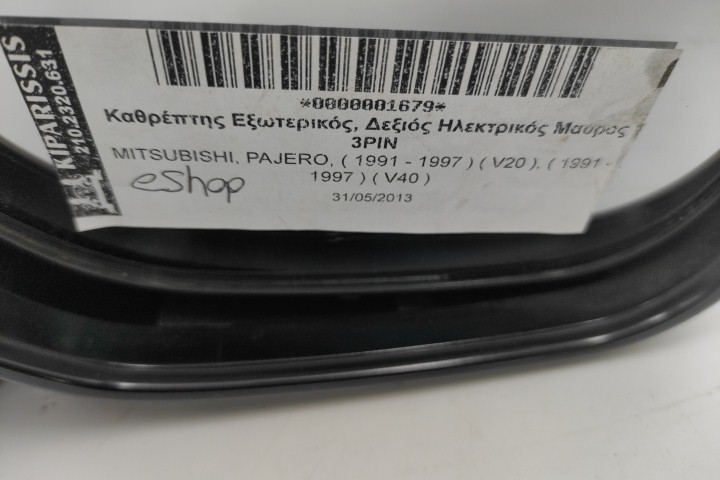 KIPARISSIS
210.2320.631
*0000001679*
Καθρέπτης Εξωτερικός, Δεξιός Ηλεκτρικός Μαύρος
3PIN
MITSUBISHI, PAJERO, ( 1991 - 1997 ) ( V20 ), ( 1991 -
1997 ) ( V40 )
eshop
31/05/2013